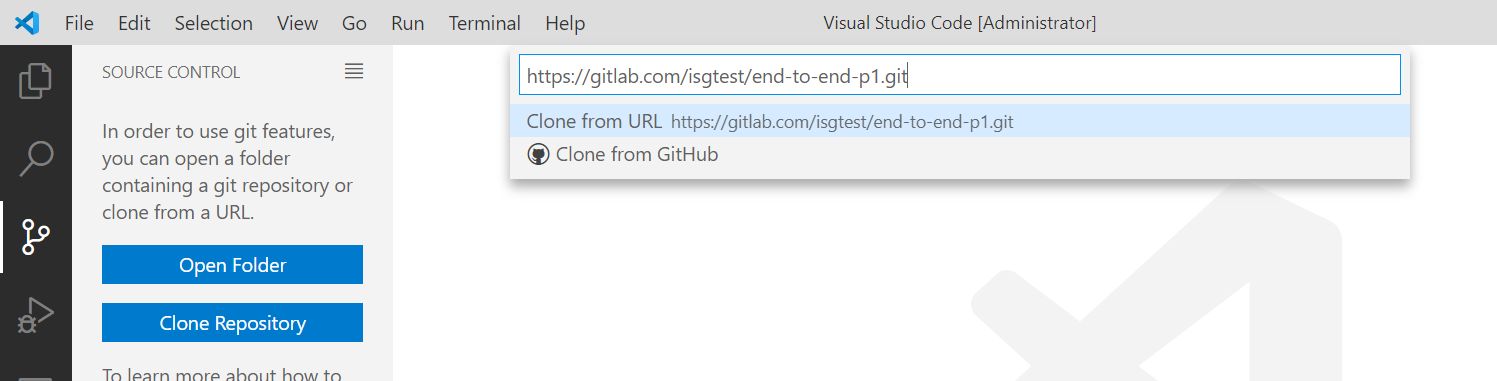 File Edit Selection View Go Run Terminal Help Visual Studio Code [Administrator]
SOURCE CONTROL
In order to use git features,
you can open a folder
containing a git repository or
clone from a URL.
Open Folder
Clone Repository
To learn more about how to
https://gitlab.com/isgtest/end-to-end-p1.git
Clone from URL https://gitlab.com/isgtest/end-to-end-p1.git
Clone from GitHub